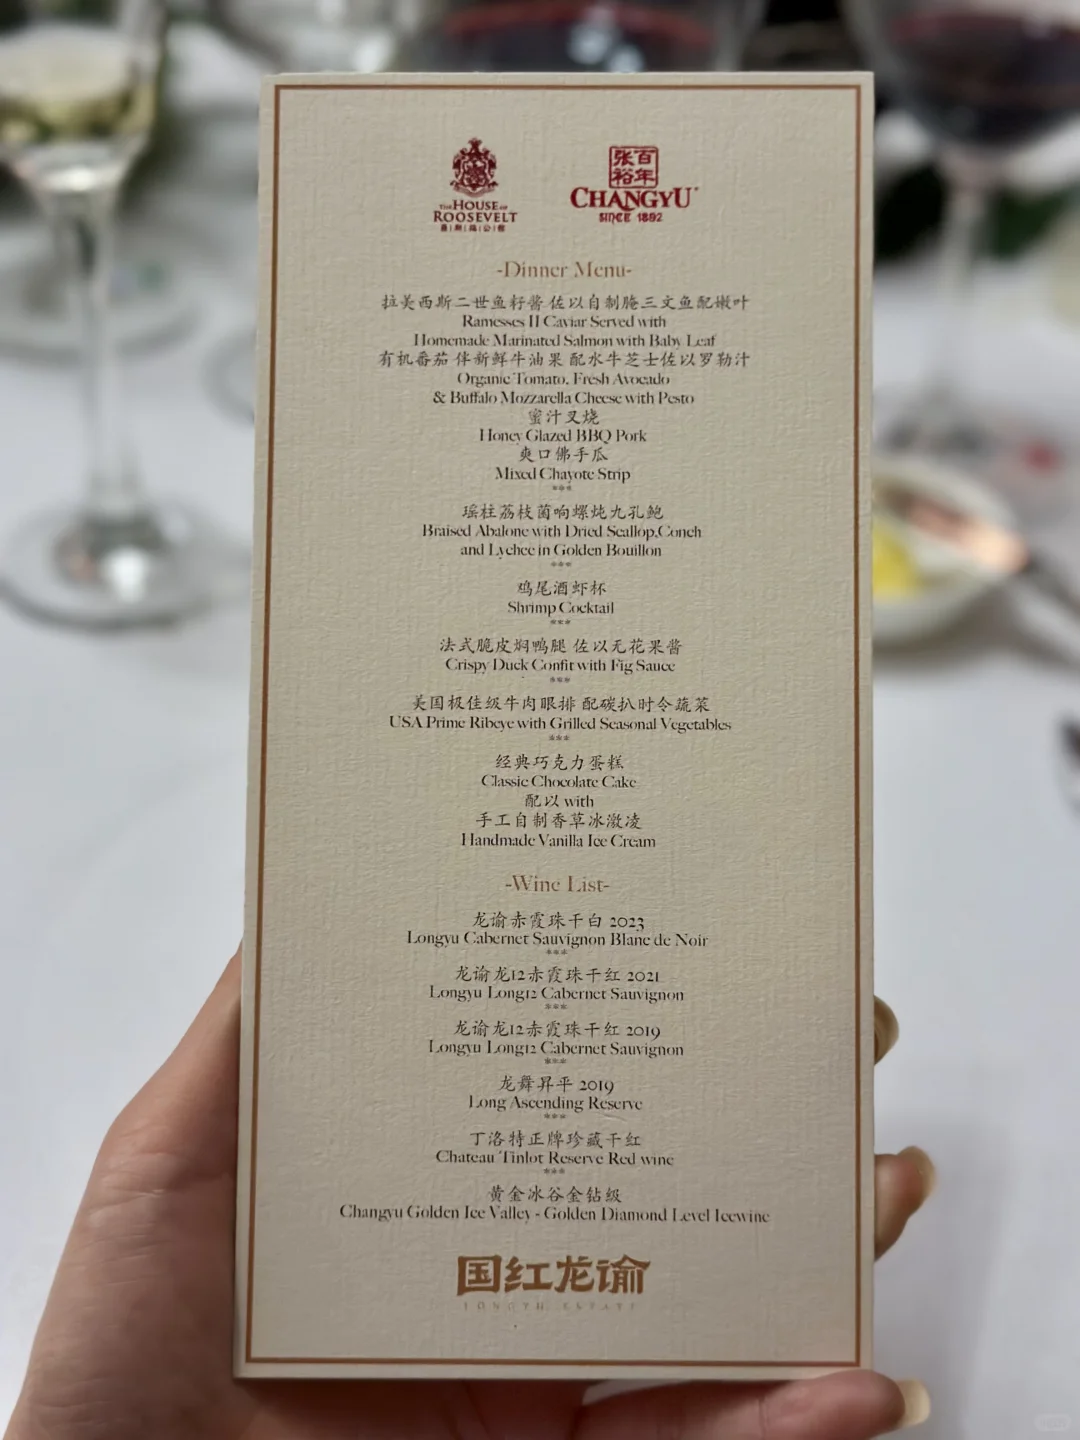 THE HOUSE OF
ROOSEVELT
羅|斯|福|公|館
百年
张裕
CHANGYU
SINCE 1892
-Dinner Menu-
拉美西斯二世鱼籽酱 佐以自制腌三文鱼配嫩叶
Ramesses II Caviar Served with
Homemade Marinated Salmon with Baby Leaf
有机番茄 伴新鲜牛油果 配水牛芝士佐以罗勒汁
Organic Tomato, Fresh Avocado
& Buffalo Mozzarella Cheese with Pesto
蜜汁叉烧
Honey Glazed BBQ Pork
爽口佛手瓜
Mixed Chayote Strip
***
瑶柱荔枝菌响螺炖九孔鲍
Braised Abalone with Dried Scallop,Conch
and Lychee in Golden Bouillon
***
鸡尾酒虾杯
Shrimp Cocktail
***
法式脆皮焖鸭腿 佐以无花果酱
Crispy Duck Confit with Fig Sauce
***
美国极佳级牛肉眼排 配碳扒时令蔬菜
USA Prime Ribeye with Grilled Seasonal Vegetables
***
经典巧克力蛋糕
Classic Chocolate Cake
配以 with
手工自制香草冰激凌
Handmade Vanilla Ice Cream
-Wine List-
龙谕赤霞珠干白 2023
Longyu Cabernet Sauvignon Blanc de Noir
***
龙谕龙12赤霞珠干红 2021
Longyu Long12 Cabernet Sauvignon
***
龙谕龙12赤霞珠干红 2019
Longyu Long12 Cabernet Sauvignon
***
龙舞昇平 2019
Long Ascending Reserve
***
丁洛特正牌珍藏干红
Chateau Tinlot Reserve Red wine
***
黄金冰谷金钻级
Changyu Golden Ice Valley - Golden Diamond Level Icewine
国红龙谕
LONGYU ESTATE